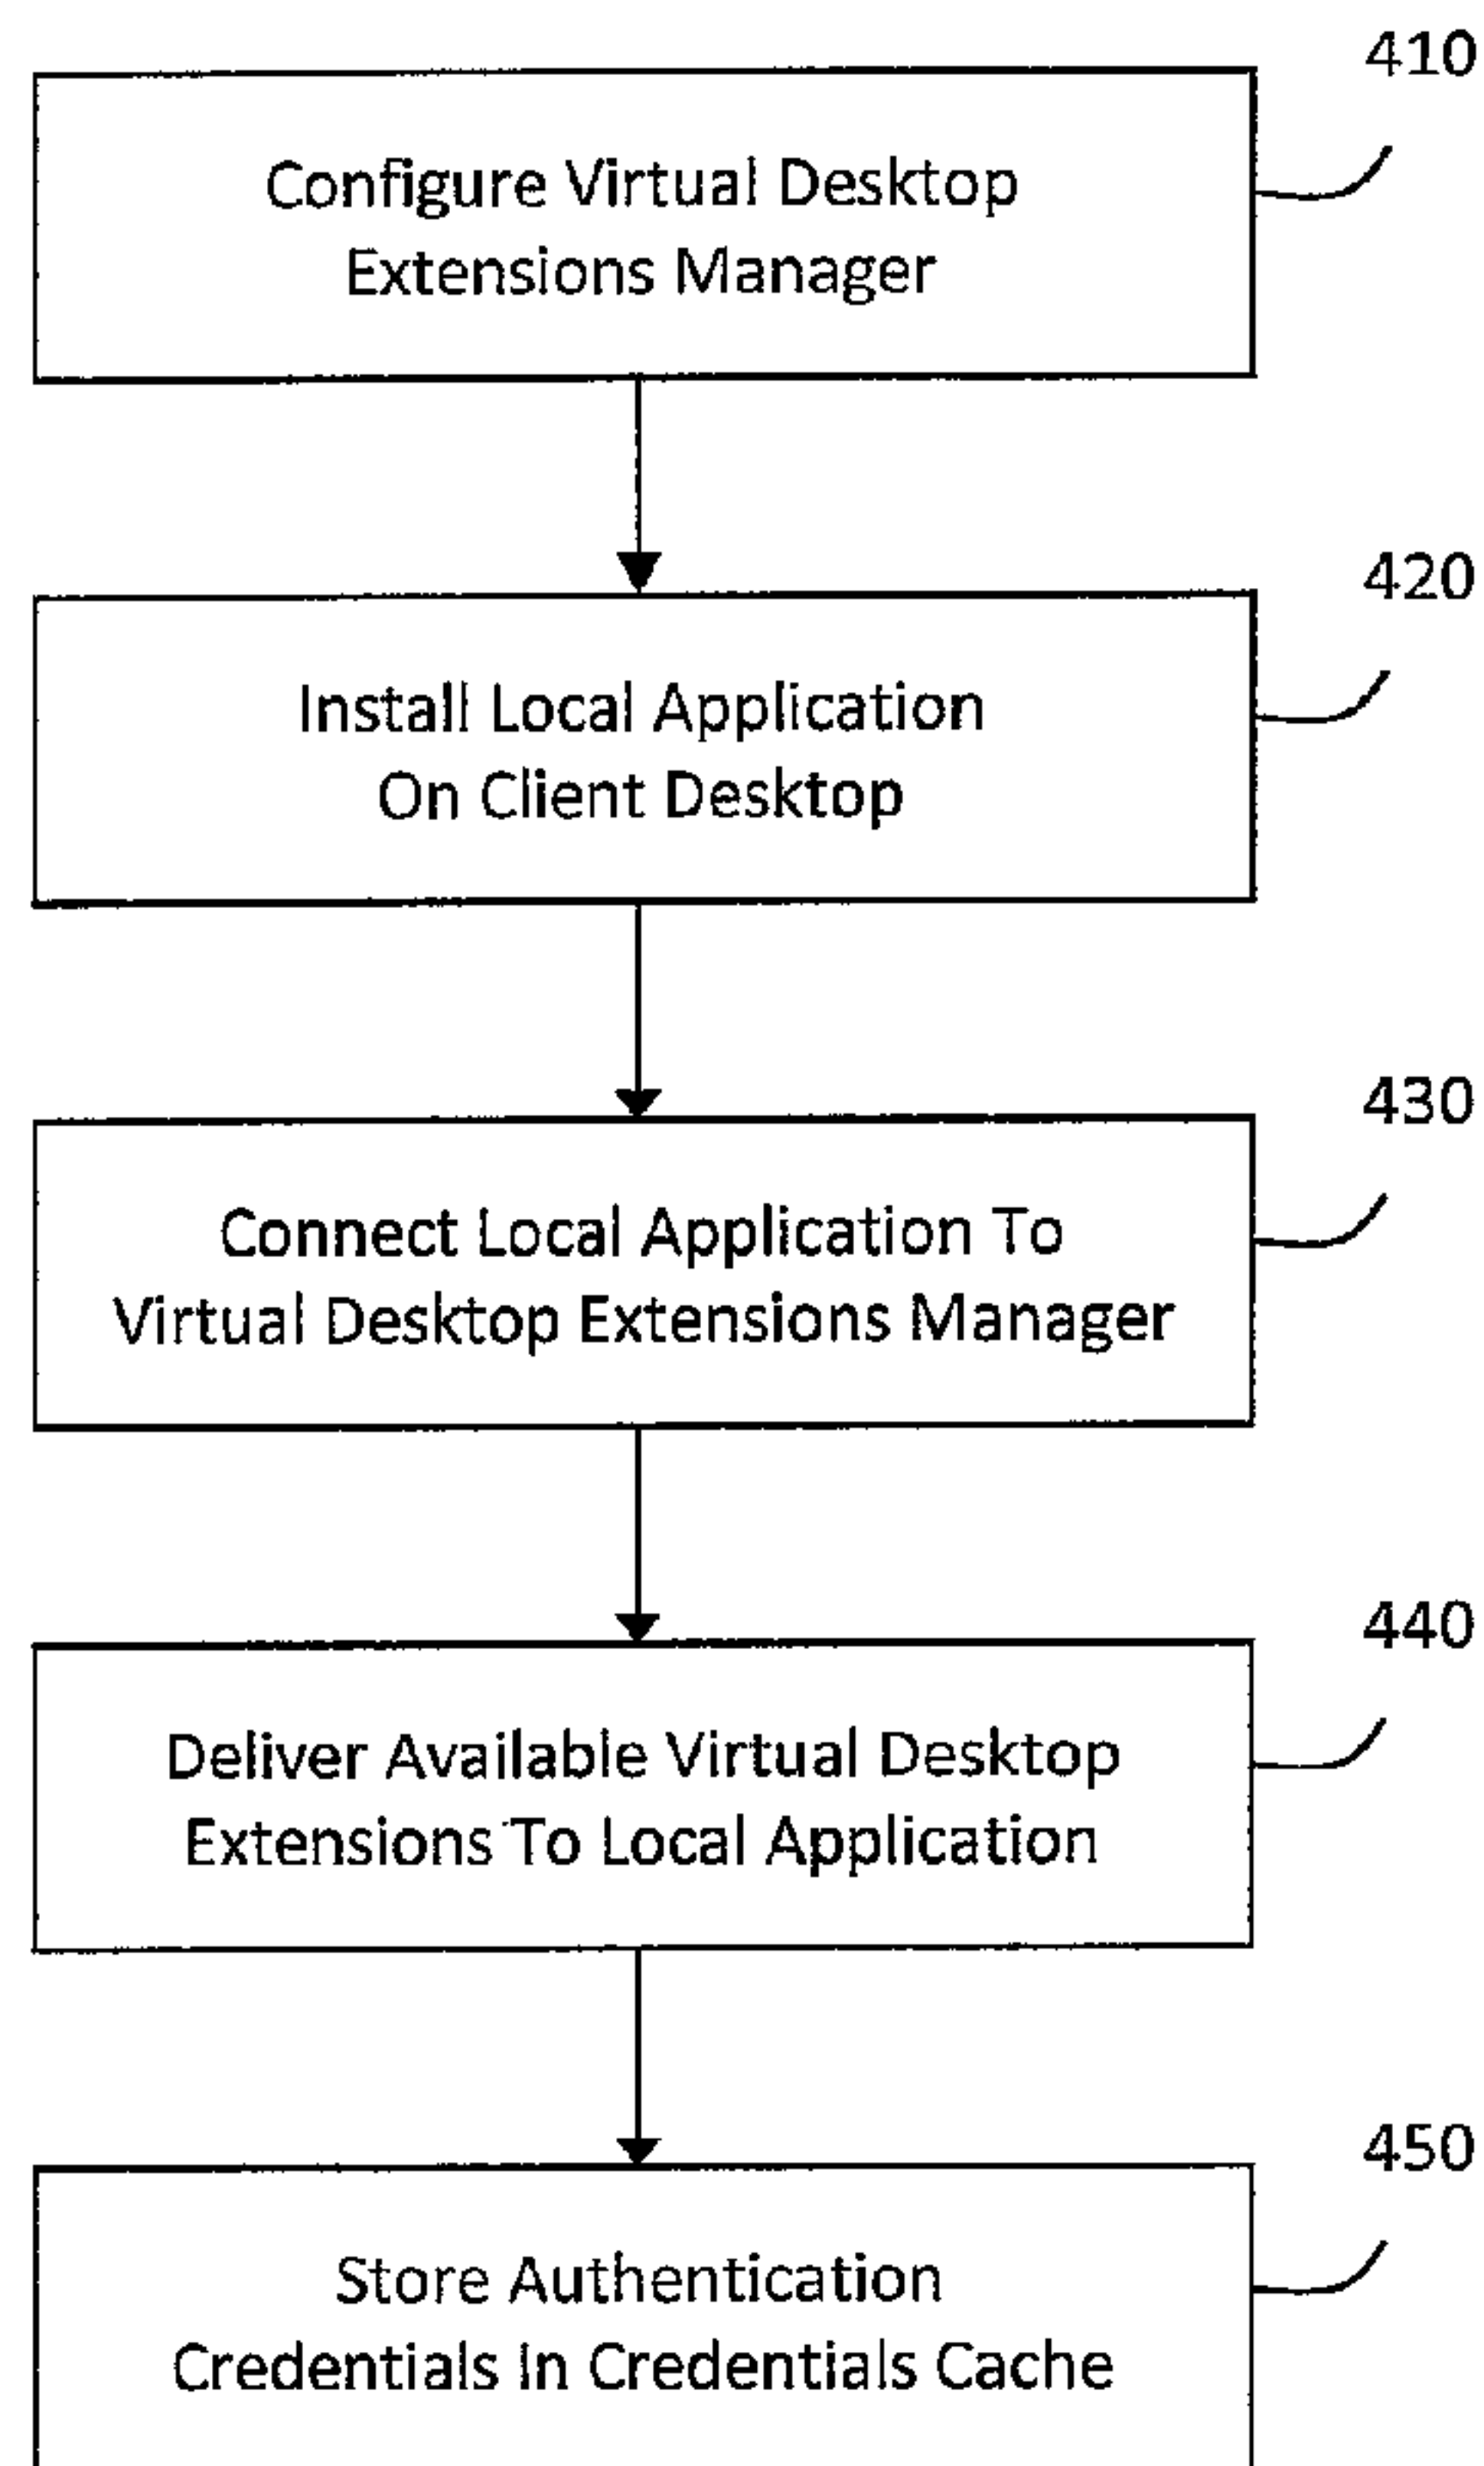 410
Configure Virtual Desktop
Extensions Manager
420
Install Local Application
On Client Desktop
430
Connect Local Application To
Virtual Desktop Extensions Manager
440
Deliver Available Virtual Desktop
Extensions To Local Application
450
Store Authentication
Credentials In Credentials Cache